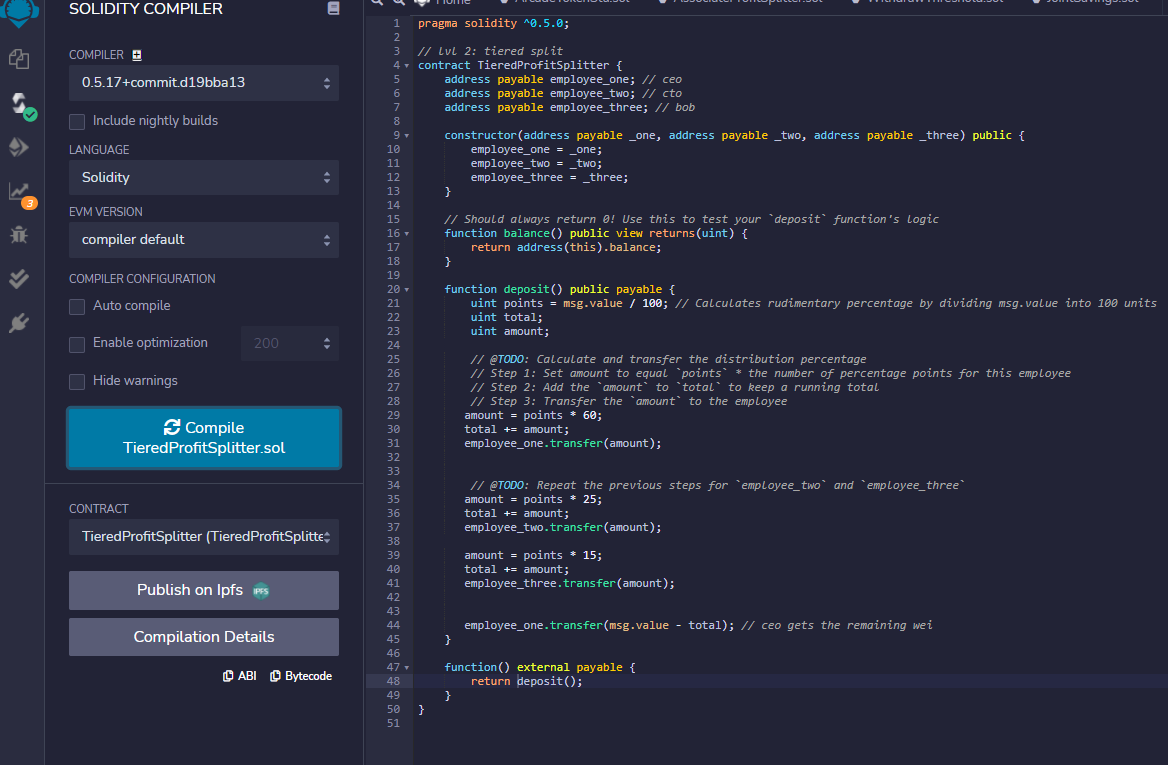 SOLIDITY COMPILER
COMPILER
0.5.17+commit.d19bba13
Include nightly builds
LANGUAGE
Solidity
EVM VERSION
compiler default
COMPILER CONFIGURATION
Auto compile
Enable optimization
200
Hide warnings
Compile
TieredProfitSplitter.sol
CONTRACT
TieredProfitSplitter (TieredProfitSplitte
Publish on Ipfs IPFS
Compilation Details
ABI Bytecode
3
Home ArcadeTokenSta.sol AssociateProfitSplitter.sol WithdrawThreshold.sol JointSavings.sol
1 pragma solidity ^0.5.0;
2
3 // lvl 2: tiered split
4 contract TieredProfitSplitter {
5 address payable employee_one; // ceo
6 address payable employee_two; // cto
7 address payable employee_three; // bob
8
9 constructor(address payable _one, address payable _two, address payable _three) public {
10 employee_one = _one;
11 employee_two = _two;
12 employee_three = _three;
13 }
14
15 // Should always return 0! Use this to test your `deposit` function's logic
16 function balance() public view returns(uint) {
17 return address(this).balance;
18 }
19
20 function deposit() public payable {
21 uint points = msg.value / 100; // Calculates rudimentary percentage by dividing msg.value into 100 units
22 uint total;
23 uint amount;
24
25 // @TODO: Calculate and transfer the distribution percentage
26 // Step 1: Set amount to equal `points` * the number of percentage points for this employee
27 // Step 2: Add the `amount` to `total` to keep a running total
28 // Step 3: Transfer the `amount` to the employee
29 amount = points * 60;
30 total += amount;
31 employee_one.transfer(amount);
32
33
34 // @TODO: Repeat the previous steps for `employee_two` and `employee_three`
35 amount = points * 25;
36 total += amount;
37 employee_two.transfer(amount);
38
39 amount = points * 15;
40 total += amount;
41 employee_three.transfer(amount);
42
43
44 employee_one.transfer(msg.value - total); // ceo gets the remaining wei
45 }
46
47 function() external payable {
48 return deposit();
49 }
50 }
51